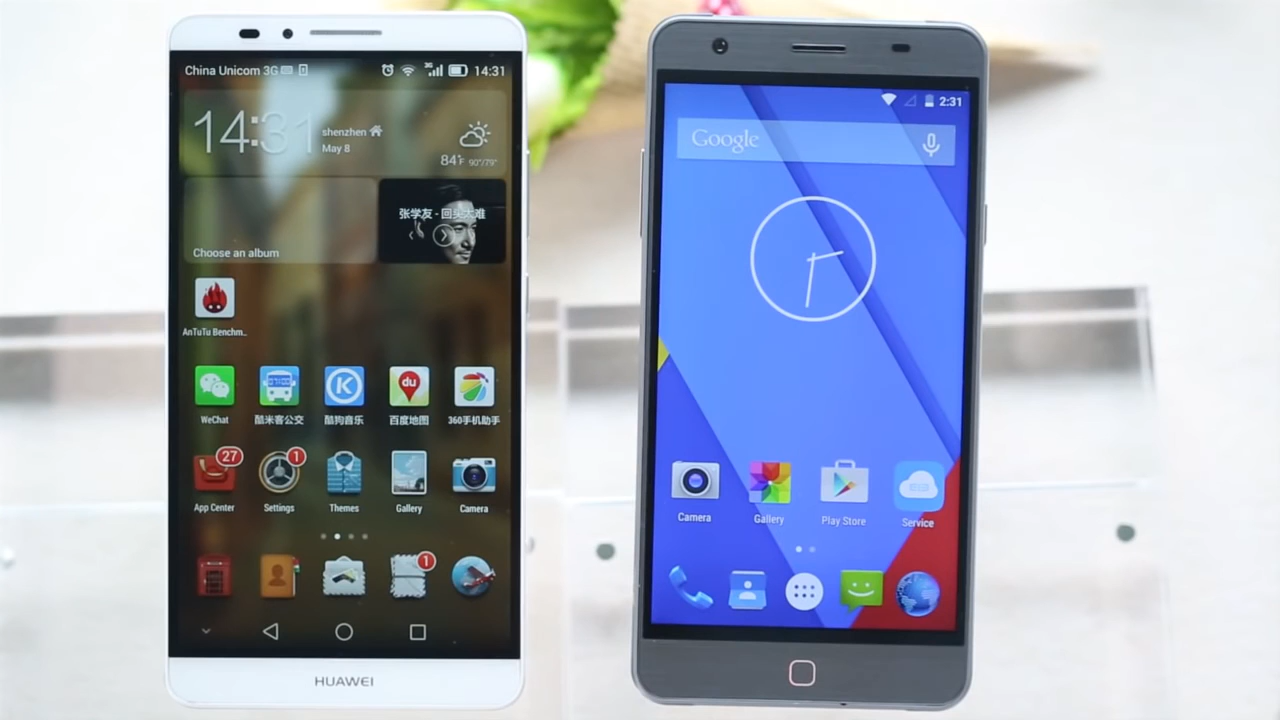 China Unicom 3G
3G
14:31
14:31
shenzhen
May 8
84°F 90°/79°
Choose an album
张学友 - 回头太难
AnTuTu Benchm..
WeChat
酷米客公交
酷狗音乐
du
百度地图
360手机助手
K
27
1
App Center
Settings
Themes
Gallery
Camera
1
HUAWEI
2:31
Google
Camera
Gallery
Play Store
Service